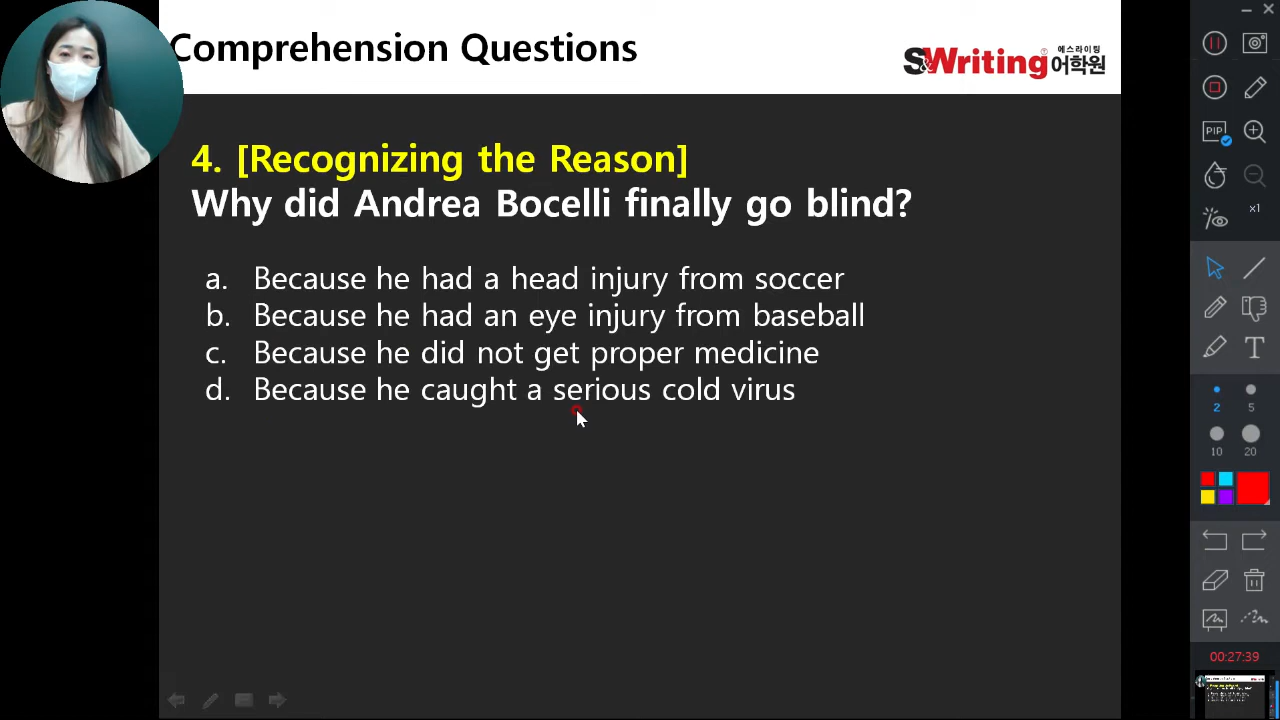 Comprehension Questions
S&Writing® 에스라이팅 어학원
4. [Recognizing the Reason]
Why did Andrea Bocelli finally go blind?
a. Because he had a head injury from soccer
b. Because he had an eye injury from baseball
c. Because he did not get proper medicine
d. Because he caught a serious cold virus
PIP
x1
T
2 5
10 20
00:27:39